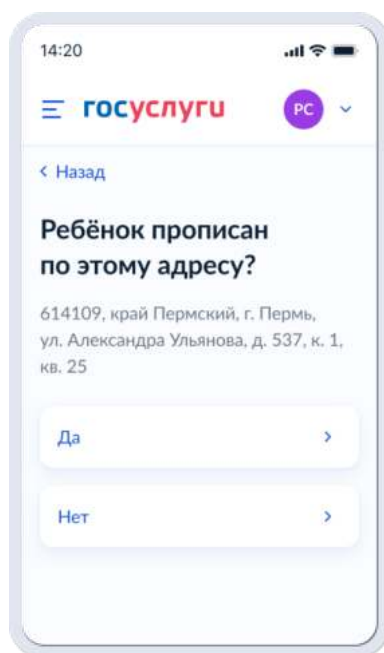 14:20
госуслуги
РС
Назад
Ребёнок прописан
по этому адресу?
614109, край Пермский, г. Пермь,
ул. Александра Ульянова, д. 537, к. 1,
кв. 25
Да
Нет